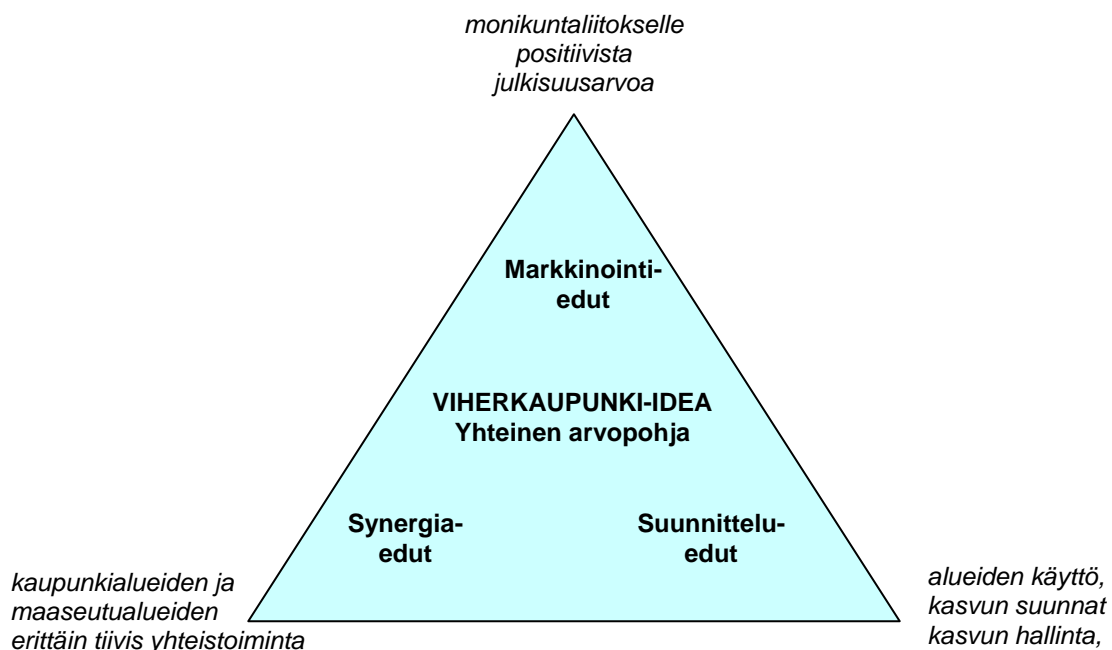 monikuntaliitokselle
positiivista
julkisuusarvoa
Markkinointi-
edut
VIHERKAUPUNKI-IDEA
Yhteinen arvopohja
Synergia-
edut
Suunnittelu-
edut
kaupunkialueiden ja
maaseutualueiden
erittäin tiivis yhteistoiminta
alueiden käyttö,
kasvun suunnat
kasvun hallinta,